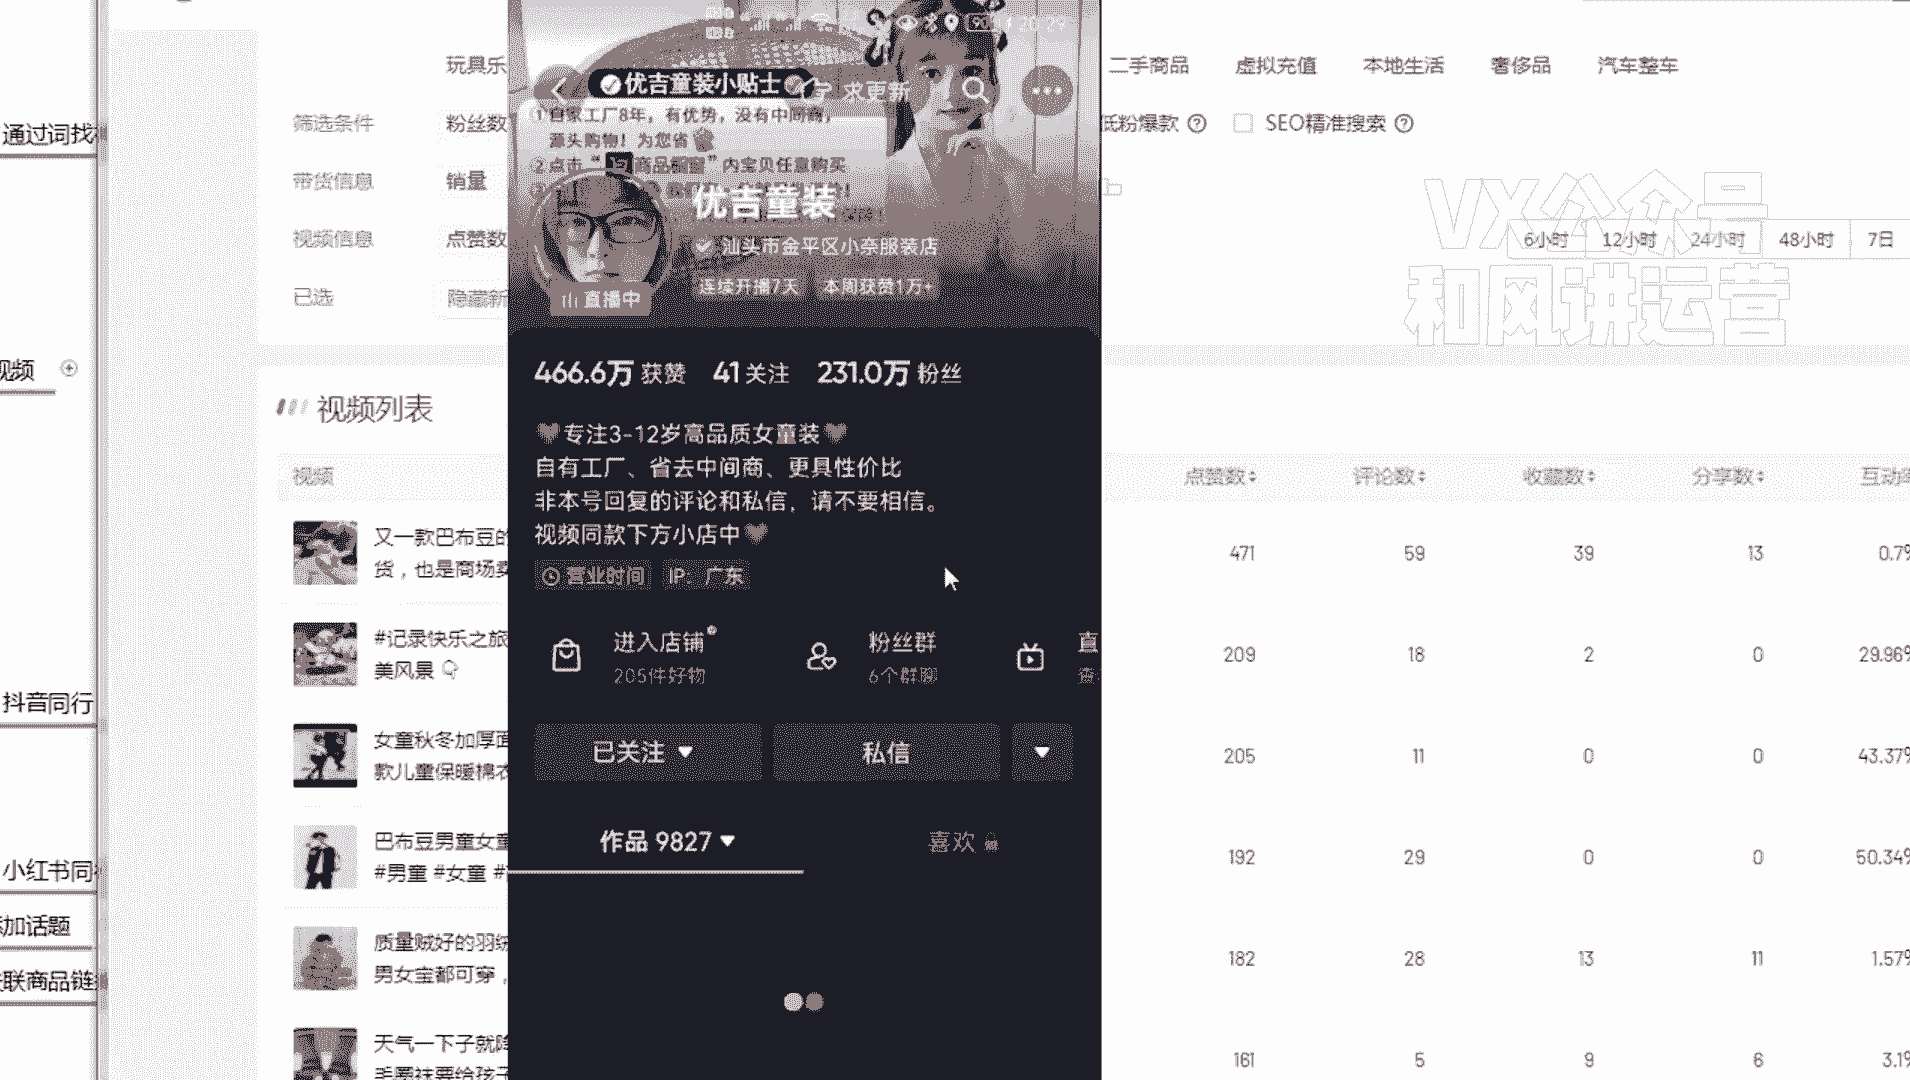 通过词找
视频
抖音同行
小红书同
加话题
联商品链
玩具乐
二手商品
虚拟充值
本地生活
奢侈品
汽车整车
筛选条件
粉丝数
低粉爆款
SEO精准搜索
带货信息
销量
视频信息
点赞数
6小时
12小时
24小时
48小时
7日
已选
隐藏新
VX公众号
和风讲运营
视频列表
视频
点赞数
评论数
收藏数
分享数
互动率
又一款巴布豆的
货，也是商场卖
471
59
39
13
0.7%
#记录快乐之旅
美风景
209
18
2
0
29.96%
女童秋冬加厚面
款儿童保暖棉衣
205
11
0
0
43.37%
巴布豆男童女童
#男童 #女童 #
192
29
0
0
50.34%
质量贼好的羽绒
男女宝都可穿，
182
28
13
11
1.57%
天气一下子就降
毛圈袜要给孩子
161
5
9
6
3.1%
20:29
优吉童装小贴士
求更新
①自家工厂8年，有优势，没有中间商，
源头购物！为您省
②点击“商品橱窗”内宝贝任意购买
优吉童装
汕头市金平区小奈服装店
直播中
连续开播7天
本周获赞1万+
466.6万 获赞 41 关注 231.0万 粉丝
专注3-12岁高品质女童装
自有工厂、省去中间商、更具性价比
非本号回复的评论和私信，请不要相信。
视频同款下方小店中
营业时间
IP：广东
进入店铺
205件好物
粉丝群
6个群聊
直
查
已关注
私信
作品 9827
喜欢